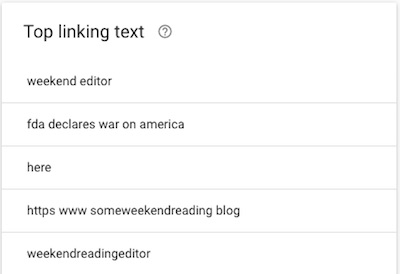 Top linking text ?
weekend editor
fda declares war on america
here
https www someweekendreading blog
weekendreadingeditor